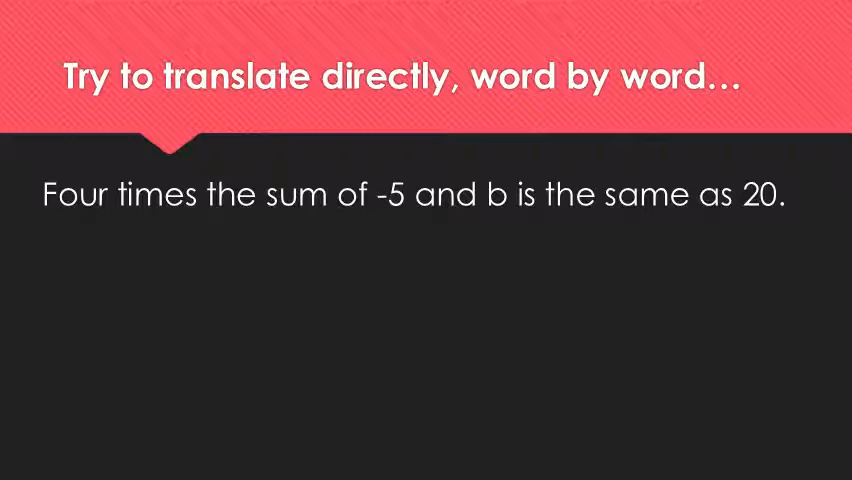 Try to translate directly, word by word…
Four times the sum of -5 and b is the same as 20.